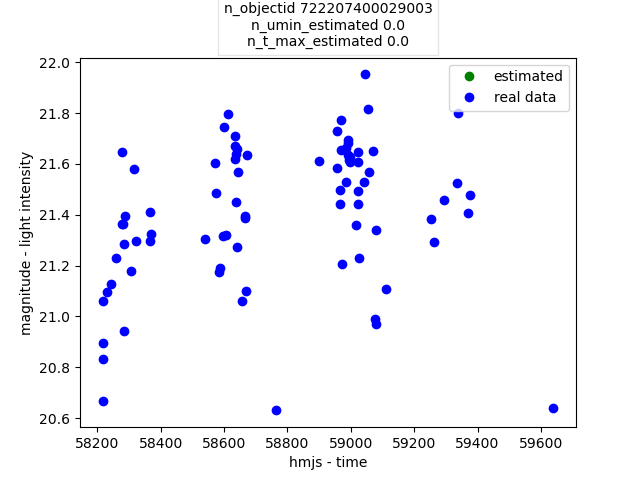 n_objectid 722207400029003
n_umin_estimated 0.0
n_t_max_estimated 0.0
estimated
real data
22.0
21.8
21.6
21.4
21.2
21.0
20.8
20.6
magnitude - light intensity
58200 58400 58600 58800 59000 59200 59400 59600
hmjs - time